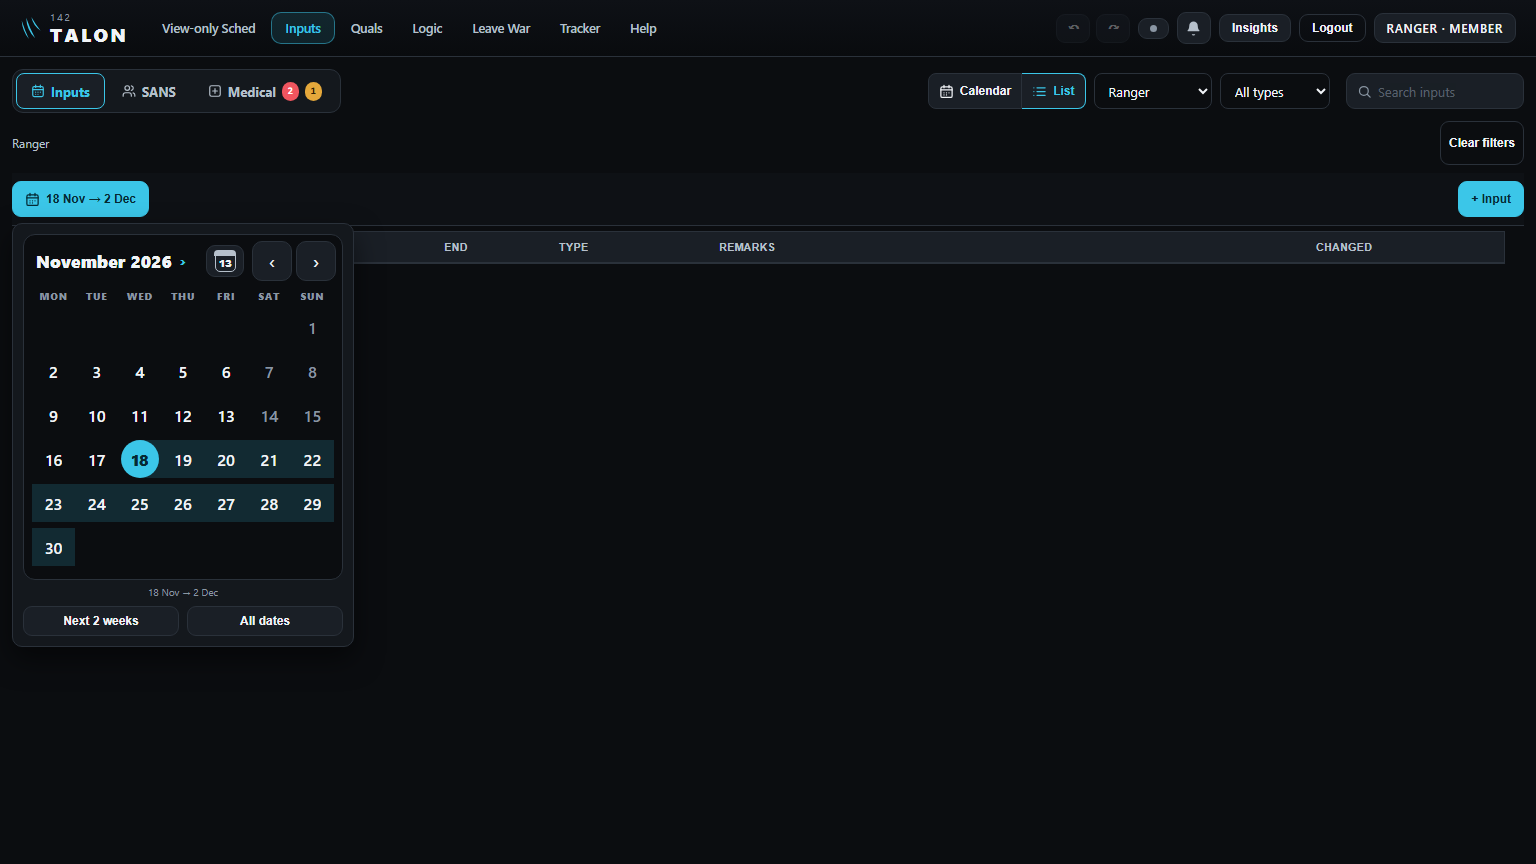 142
TALON
View-only Sched
Inputs
Quals
Logic
Leave War
Tracker
Help
Insights
Logout
RANGER · MEMBER
Inputs
SANS
Medical 2 1
Calendar
List
Ranger
All types
Search inputs
Ranger
Clear filters
18 Nov → 2 Dec
+ Input
END
TYPE
REMARKS
CHANGED
November 2026 ›
13
‹
›
MON TUE WED THU FRI SAT SUN
1
2 3 4 5 6 7 8
9 10 11 12 13 14 15
16 17 18 19 20 21 22
23 24 25 26 27 28 29
30
18 Nov → 2 Dec
Next 2 weeks
All dates